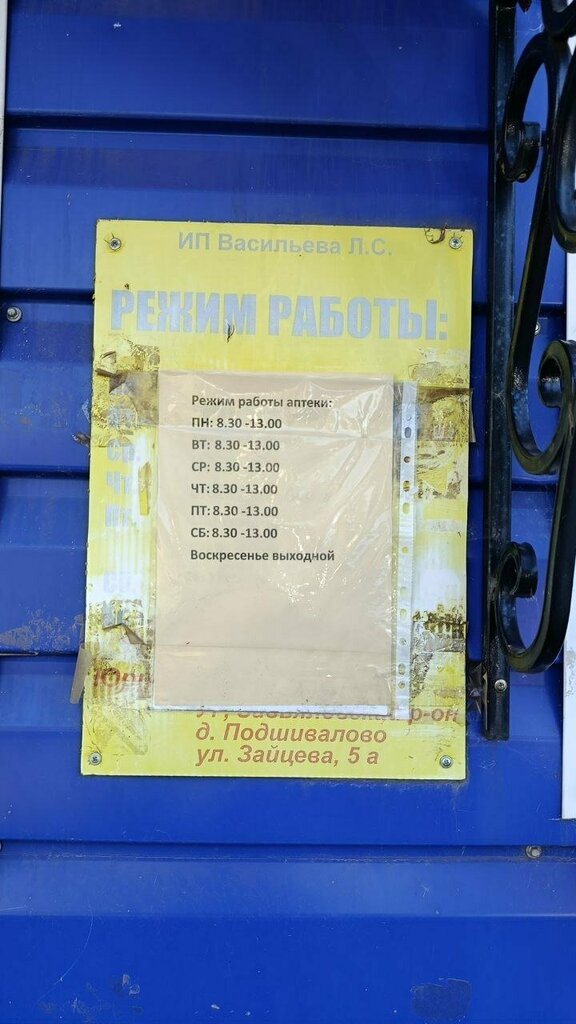 ИП Васильева Л.С.
РЕЖИМ РАБОТЫ:
Режим работы аптеки:
ПН: 8.30 -13.00
ВТ: 8.30 -13.00
СР: 8.30 -13.00
ЧТ: 8.30 -13.00
ПТ: 8.30 -13.00
СБ: 8.30 -13.00
Воскресенье выходной
р-он
д. Подшивалово
ул. Зайцева, 5 а